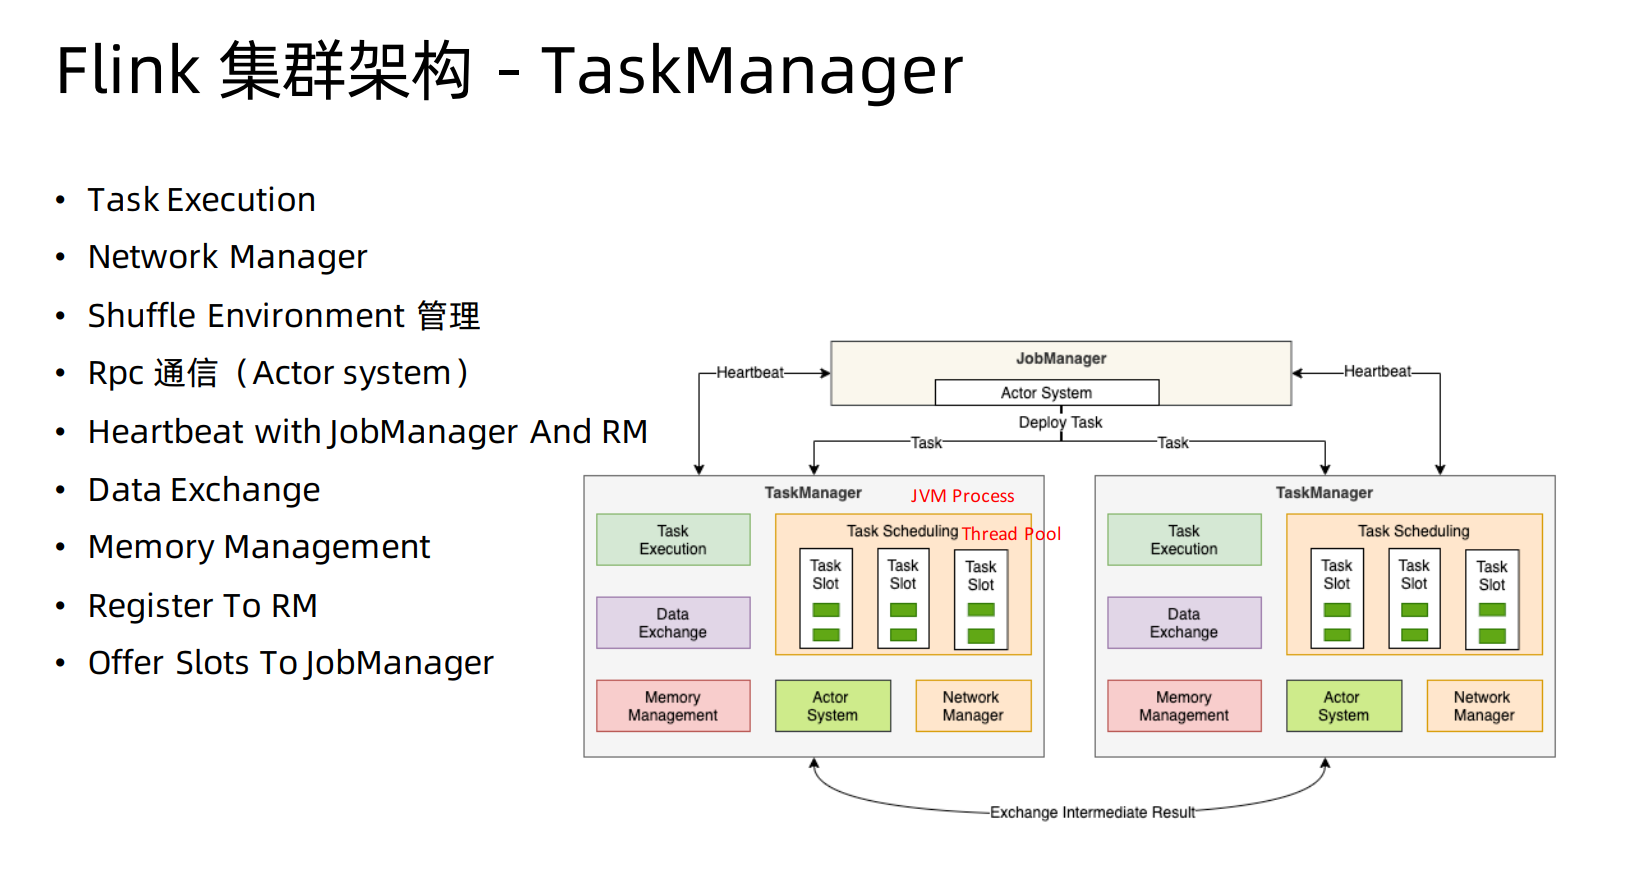 Flink 集群架构 - TaskManager
• Task Execution
• Network Manager
• Shuffle Environment 管理
• Rpc 通信（Actor system）
• Heartbeat with JobManager And RM
• Data Exchange
• Memory Management
• Register To RM
• Offer Slots To JobManager
JobManager
Actor System
Heartbeat
Heartbeat
Deploy Task
Task
Task
TaskManager
JVM Process
Task
Execution
Task Scheduling
Thread Pool
Task
Slot
Task
Slot
Task
Slot
Data
Exchange
Memory
Management
Actor
System
Network
Manager
TaskManager
Task
Execution
Task Scheduling
Task
Slot
Task
Slot
Task
Slot
Data
Exchange
Memory
Management
Actor
System
Network
Manager
Exchange Intermediate Result